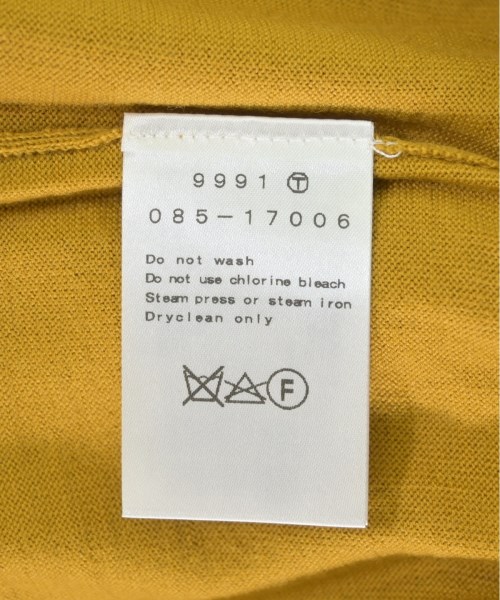 9991 Ⓣ
085-17006
Do not wash
Do not use chlorine bleach
Steam press or steam iron
Dryclean only
F